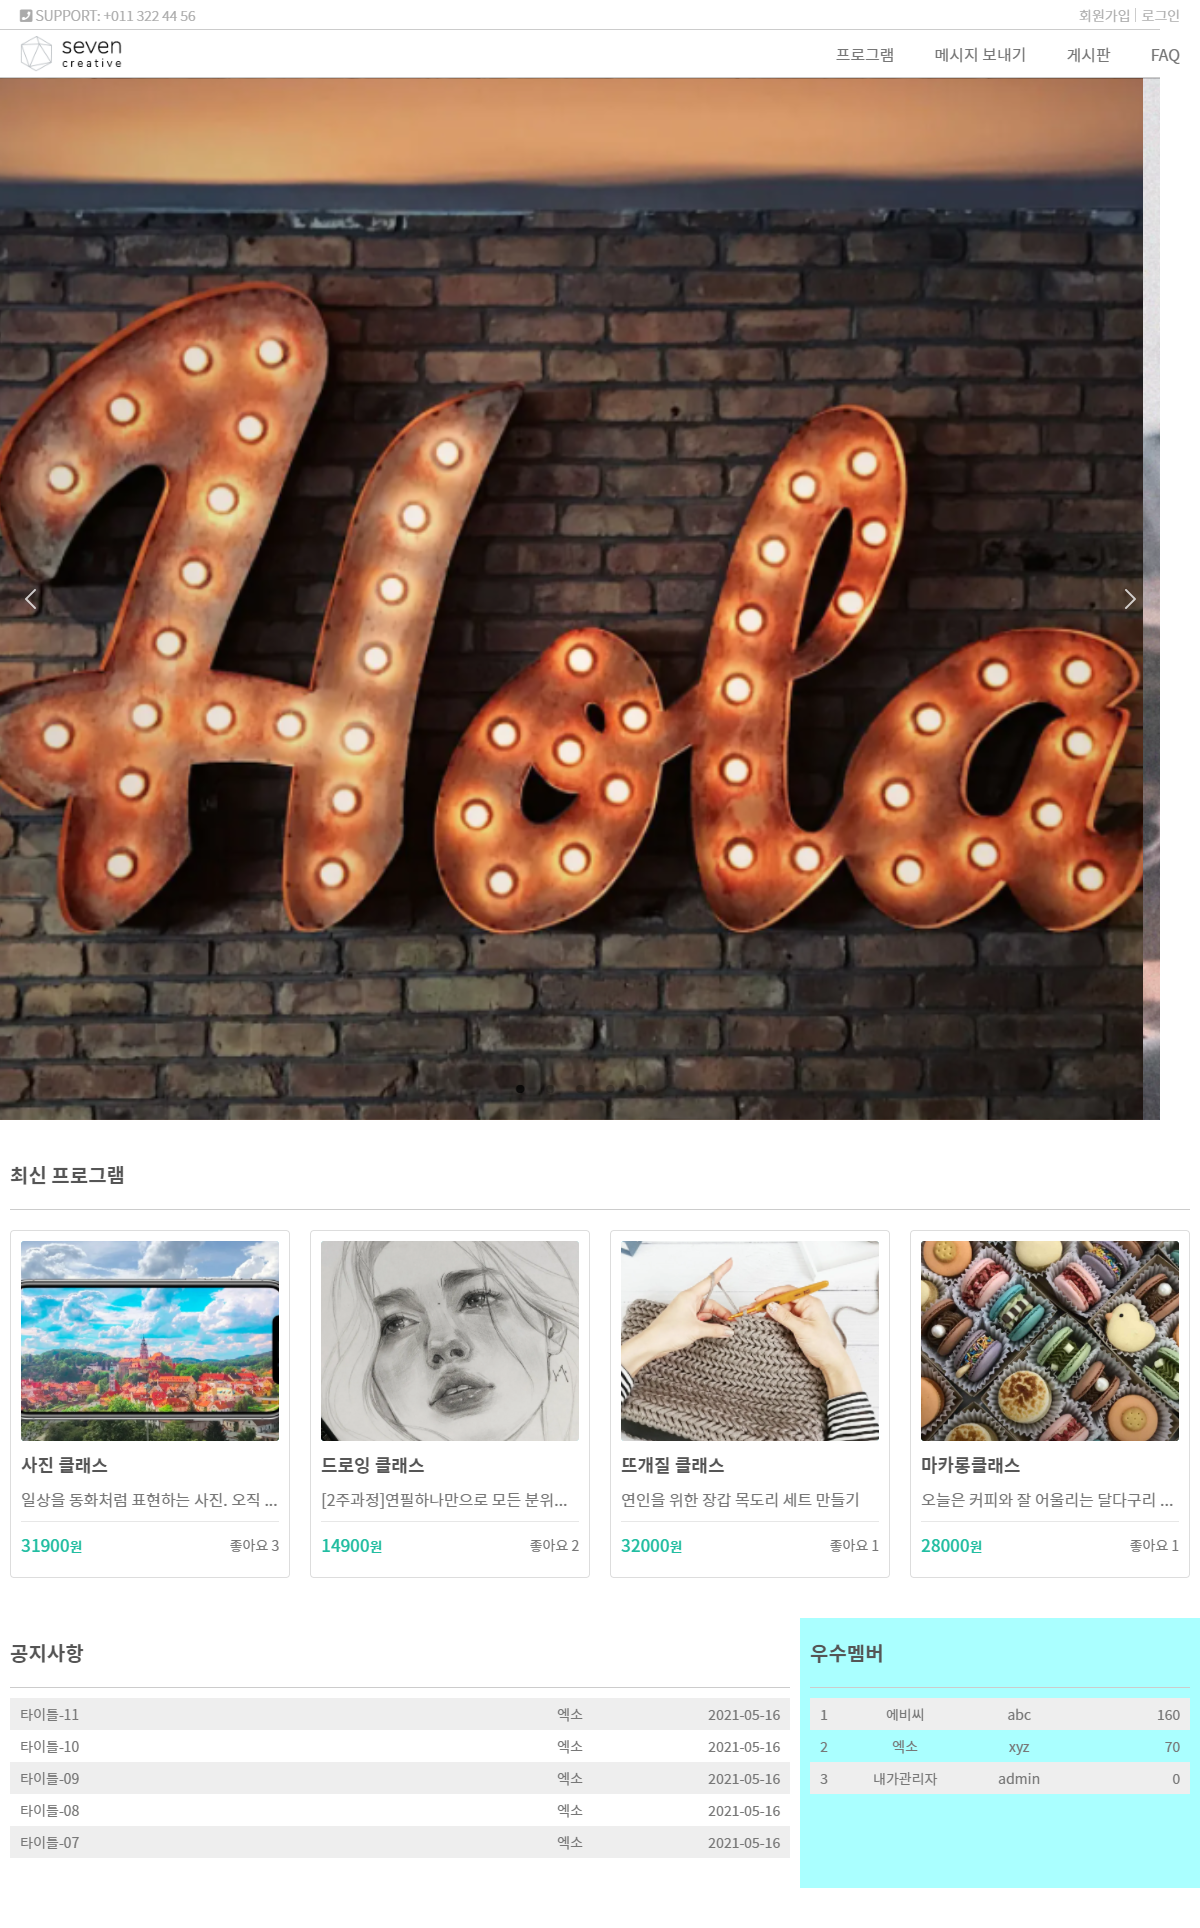 SUPPORT: +011 322 44 56
회원가입 | 로그인
seven
creative
프로그램 메시지 보내기 게시판 FAQ
Hola
최신 프로그램
사진 클래스
일상을 동화처럼 표현하는 사진. 오직 ...
31900원 좋아요 3
드로잉 클래스
[2주과정]연필하나만으로 모든 분위...
14900원 좋아요 2
뜨개질 클래스
연인을 위한 장갑 목도리 세트 만들기
32000원 좋아요 1
마카롱클래스
오늘은 커피와 잘 어울리는 달다구리 ...
28000원 좋아요 1
공지사항
타이틀-11 엑소 2021-05-16
타이틀-10 엑소 2021-05-16
타이틀-09 엑소 2021-05-16
타이틀-08 엑소 2021-05-16
타이틀-07 엑소 2021-05-16
우수멤버
1 에비씨 abc 160
2 엑소 xyz 70
3 내가관리자 admin 0